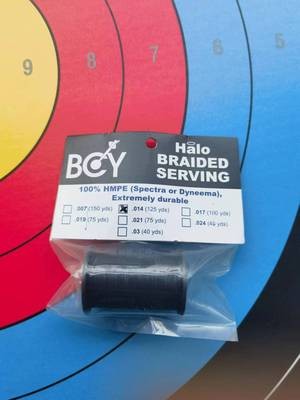 9
8
7
6
5
BCY
Halo
BRAIDED
SERVING
100% HMPE (Spectra or Dyneema),
Extremely durable
.007 (150 yds) .014 (125 yds) .017 (100 yds)
.019 (75 yds) .021 (75 yds) .024 (45 yds)
.03 (40 yds)